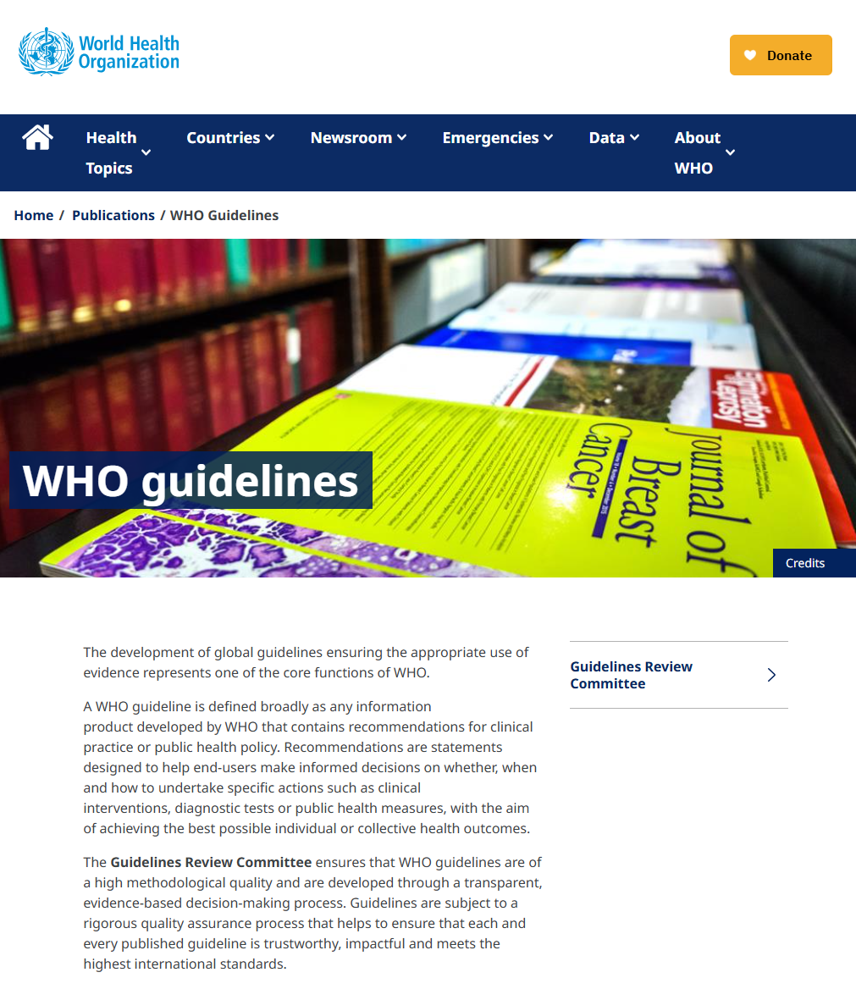 World Health
Organization
Donate
Health
Topics
Countries
Newsroom
Emergencies
Data
About
WHO
Home / Publications / WHO Guidelines
Journal of
Breast
Cancer
WHO guidelines
Credits
The development of global guidelines ensuring the appropriate use of
evidence represents one of the core functions of WHO.
A WHO guideline is defined broadly as any information
product developed by WHO that contains recommendations for clinical
practice or public health policy. Recommendations are statements
designed to help end-users make informed decisions on whether, when
and how to undertake specific actions such as clinical
interventions, diagnostic tests or public health measures, with the aim
of achieving the best possible individual or collective health outcomes.
The Guidelines Review Committee ensures that WHO guidelines are of
a high methodological quality and are developed through a transparent,
evidence-based decision-making process. Guidelines are subject to a
rigorous quality assurance process that helps to ensure that each and
every published guideline is trustworthy, impactful and meets the
highest international standards.
Guidelines Review
Committee